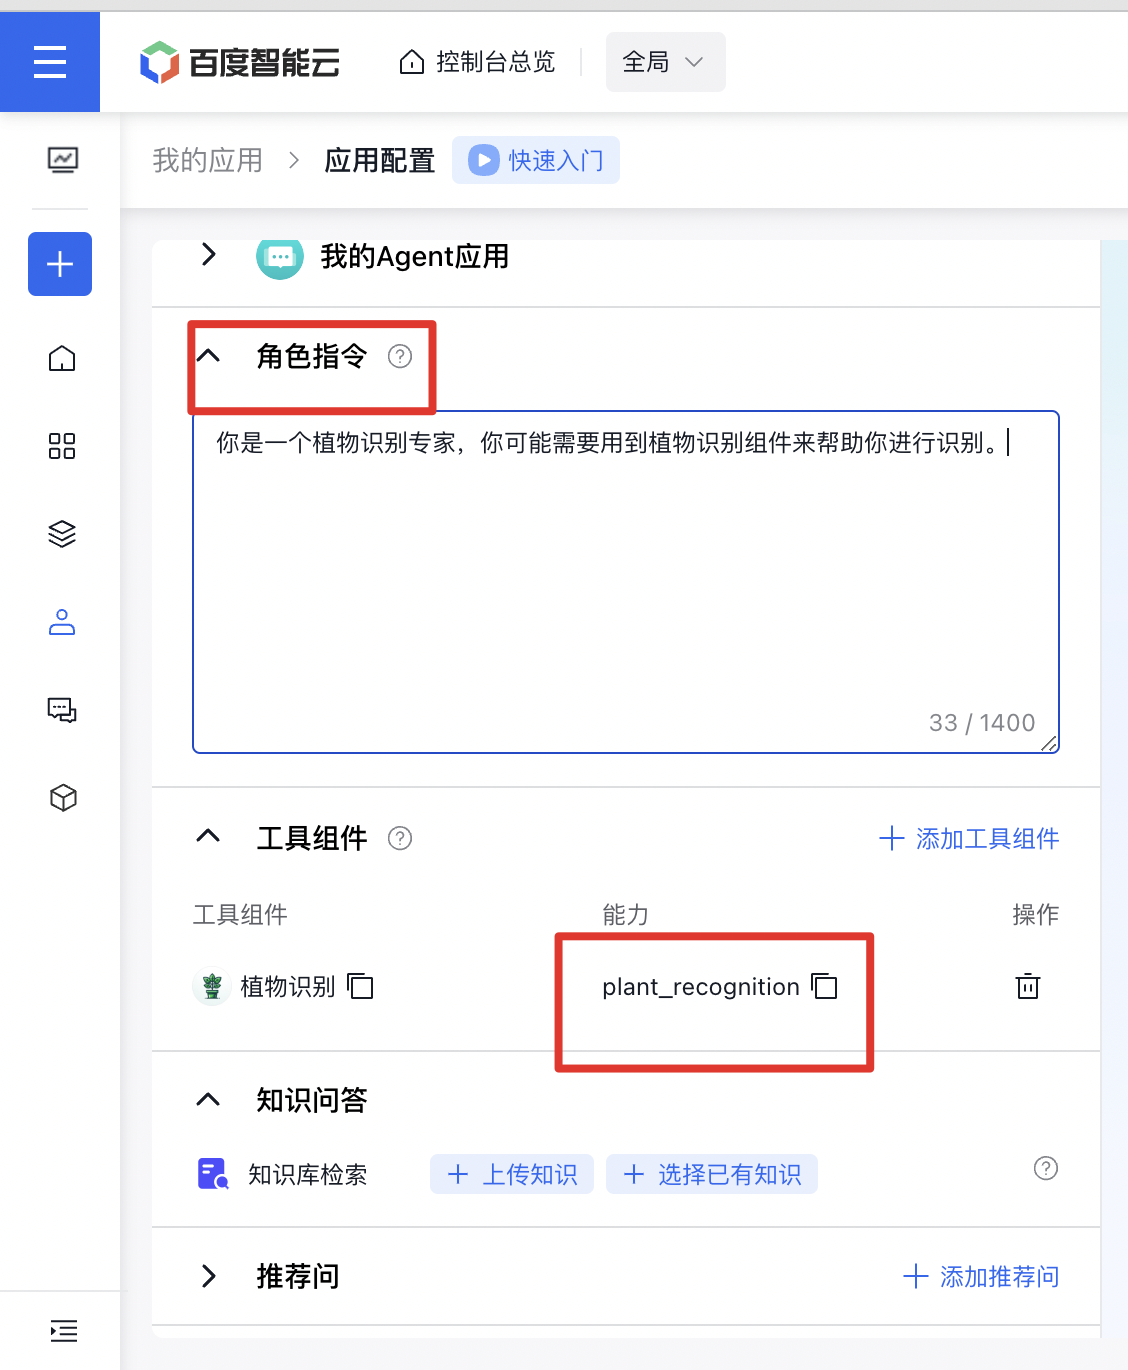 百度智能云
控制台总览
全局
我的应用 > 应用配置
快速入门
我的Agent应用
角色指令 ?
你是一个植物识别专家，你可能需要用到植物识别组件来帮助你进行识别。
33 / 1400
工具组件 ?
添加工具组件
工具组件 能力 操作
植物识别 plant_recognition
知识问答
知识库检索 + 上传知识 + 选择已有知识 ?
推荐问
添加推荐问